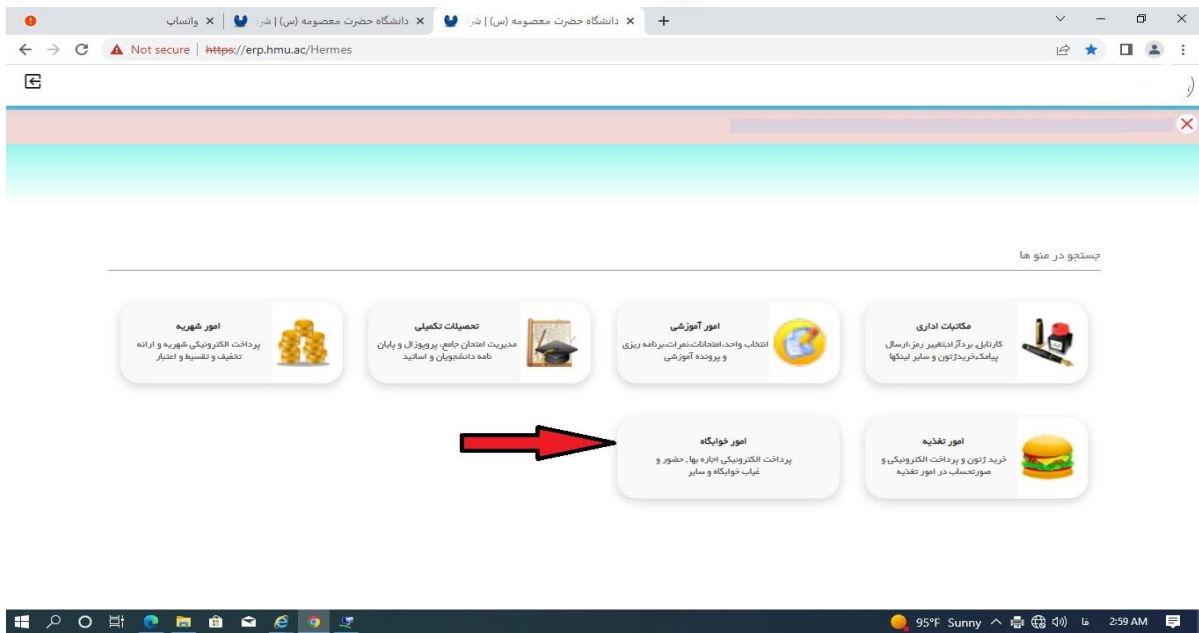 واتساپ
دانشگاه حضرت معصومه (س) | شر
دانشگاه حضرت معصومه (س) | شر
Not secure | https://erp.hmu.ac/Hermes
جستجو در منو ها
مکاتبات اداری
کارتابل، بردآزاد،تغییر رمز،ارسال
پیامک،خریدژتون و سایر لینکها
امور آموزشی
انتخاب واحد،امتحانات،نمرات،برنامه ریزی
و پرونده آموزشی
تحصیلات تکمیلی
مدیریت امتحان جامع، پروپوزال و پایان
نامه دانشجویان و اساتید
امور شهریه
پرداخت الکترونیکی شهریه و ارائه
تخفیف و تقسیط و اعتبار
امور تغذیه
خرید ژتون و پرداخت الکترونیکی و
صورتحساب در امور تغذیه
امور خوابگاه
پرداخت الکترونیکی اجاره بها، حضور و
غیاب خوابگاه و سایر
95°F Sunny فا 2:59 AM